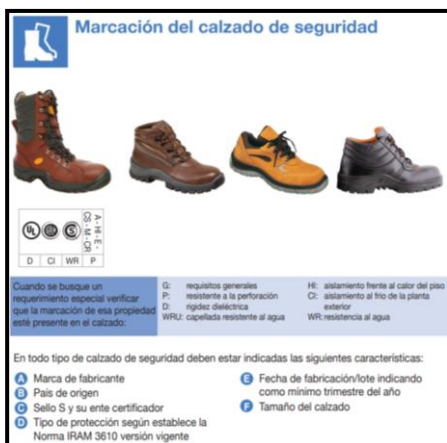 Marcación del calzado de seguridad
UL
S
A - H - E -
CS - M - CR
D CI WR P
Cuando se busque un
requerimiento especial verificar
que la marcación de esa propiedad
esté presente en el calzado:
G: requisitos generales
P: resistente a la perforación
D: rigidez dieléctrica
WRU: capellada resistente al agua
HI: aislamiento frente al calor del piso
CI: aislamiento al frio de la planta
exterior
WR: resistencia al agua
En todo tipo de calzado de seguridad deben estar indicadas las siguientes características:
A Marca de fabricante
B Pais de origen
C Sello S y su ente certificador
D Tipo de protección según establece la
Norma IRAM 3610 versión vigente
E Fecha de fabricación/lote indicando
como mínimo trimestre del año
F Tamaño del calzado